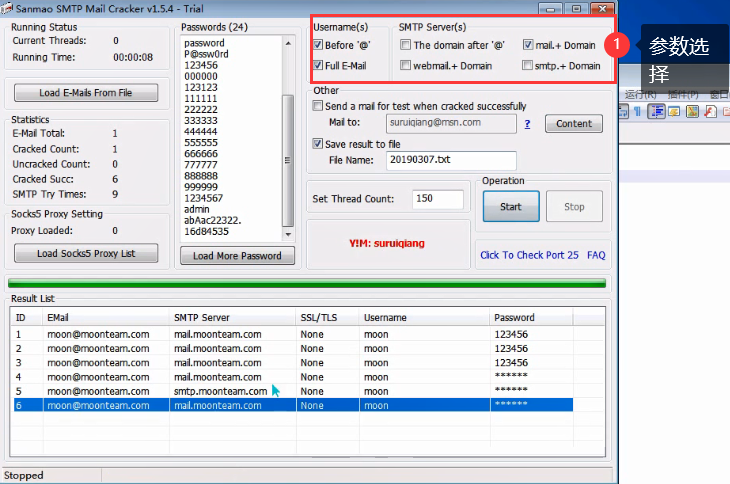 Sanmao SMTP Mail Cracker v1.5.4 - Trial
Running Status
Current Threads: 0
Running Time: 00:00:08
Load E-Mails From File
Statistics
E-Mail Total: 1
Cracked Count: 1
Uncracked Count: 0
Cracked Succ: 6
SMTP Try Times: 9
Socks5 Proxy Setting
Proxy Loaded: 0
Load Socks5 Proxy List
Passwords (24)
password
P@ssw0rd
123456
000000
123123
111111
222222
333333
444444
555555
666666
777777
888888
999999
1234567
admin
abAac22322.
16d84535
Load More Password
Username(s)
Before '@'
Full E-Mail
SMTP Server(s)
The domain after '@'
mail.+ Domain
webmail.+ Domain
smtp.+ Domain
1
参数选
择
运行(R) 插件(P) 窗口
Other
Send a mail for test when cracked successfully
Mail to: suruiqiang@msn.com ? Content
Save result to file
File Name: 20190307.txt
Set Thread Count: 150
Operation
Start Stop
Y!M: suruiqiang
Click To Check Port 25 FAQ
Result List
ID EMail SMTP Server SSL/TLS Username Password
1 moon@moonteam.com mail.moonteam.com None moon 123456
2 moon@moonteam.com mail.moonteam.com None moon 123456
3 moon@moonteam.com mail.moonteam.com None moon 123456
4 moon@moonteam.com mail.moonteam.com None moon ******
5 moon@moonteam.com smtp.moonteam.com None moon ******
6 moon@moonteam.com mail.moonteam.com None moon ******
Stopped